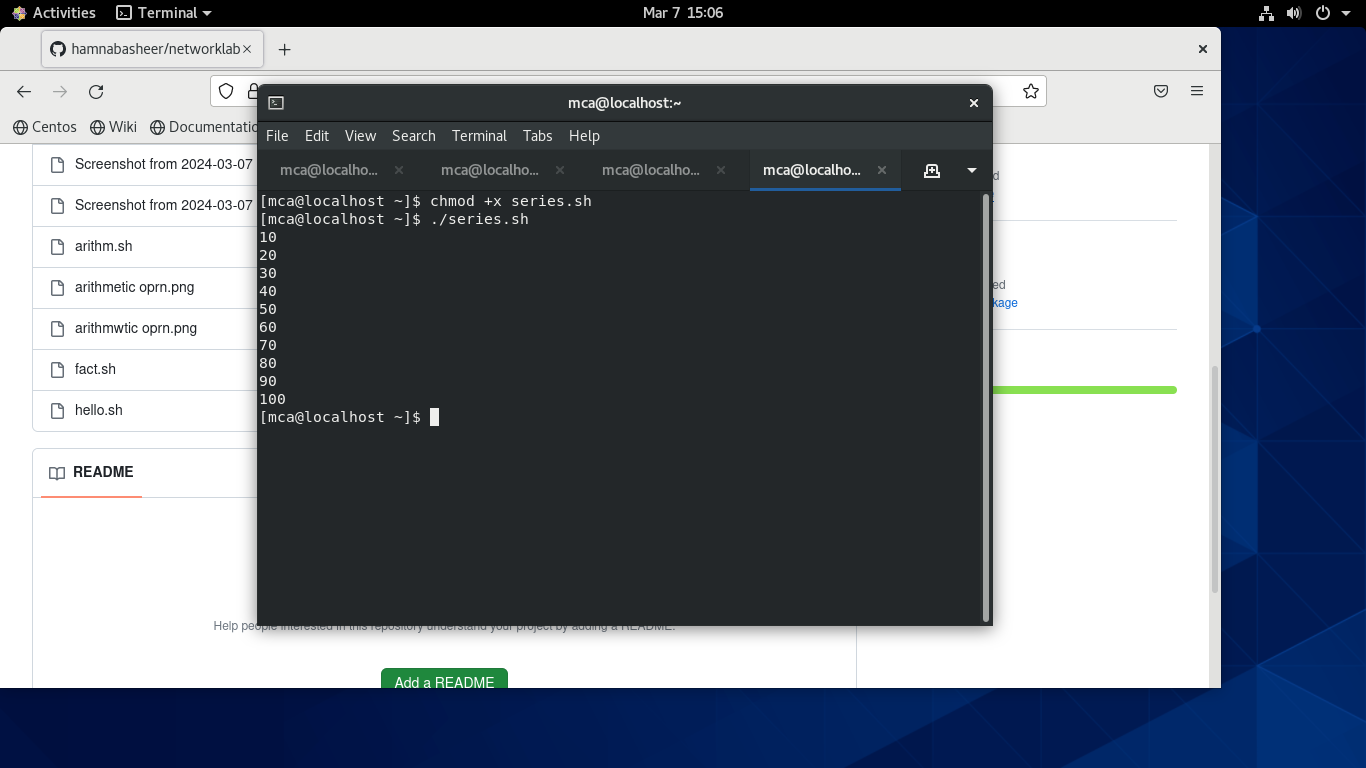 Activities Terminal Mar 7 15:06
hamnabasheer/networklab
mca@localhost:~
Centos Wiki Documentatio
File Edit View Search Terminal Tabs Help
mca@localho... mca@localho... mca@localho... mca@localho...
[mca@localhost ~]$ chmod +x series.sh
[mca@localhost ~]$ ./series.sh
10
20
30
40
50
60
70
80
90
100
[mca@localhost ~]$
Screenshot from 2024-03-07
Screenshot from 2024-03-07
arithm.sh
arithmetic oprn.png
arithmwtic oprn.png
fact.sh
hello.sh
README
Help people interested in this repository understand your project by adding a README.
Add a README
ed
kage